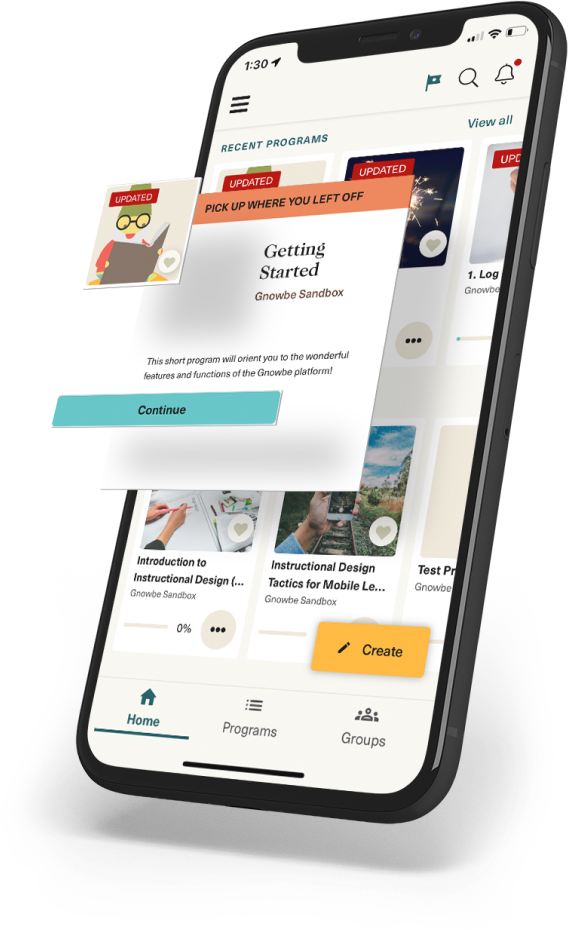 1:30
View all
RECENT PROGRAMS
UPDATED
UPDATED
UPDATED
PICK UP WHERE YOU LEFT OFF
Getting
Started
Gnowbe Sandbox
1. Log
This short program will orient you to the wonderful
features and functions of the Gnowbe platform!
Continue
Introduction to
Instructional Design (...
Gnowbe Sandbox
0%
Instructional Design
Tactics for Mobile Le...
Gnowbe Sandbox
Test Pr
Create
Home
Programs
Groups